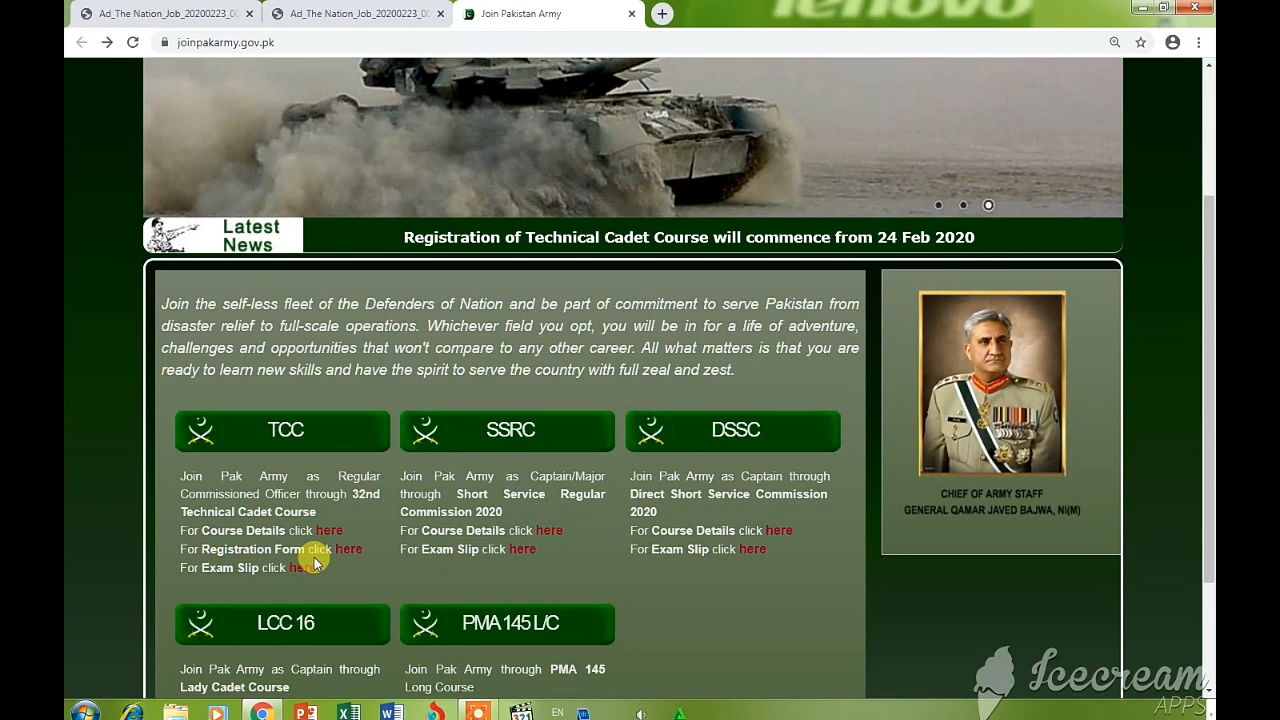 Ad_The Nation_Job_20200223_0
Ad_The Nation_Job_20200223_00
Join Pakistan Army
lenovo
joinpakarmy.gov.pk
Latest
News
Registration of Technical Cadet Course will commence from 24 Feb 2020
Join the self-less fleet of the Defenders of Nation and be part of commitment to serve Pakistan from
disaster relief to full-scale operations. Whichever field you opt, you will be in for a life of adventure,
challenges and opportunities that won't compare to any other career. All what matters is that you are
ready to learn new skills and have the spirit to serve the country with full zeal and zest.
TCC
Join Pak Army as Regular
Commissioned Officer through 32nd
Technical Cadet Course
For Course Details click here
For Registration Form click here
For Exam Slip click here
SSRC
Join Pak Army as Captain/Major
through Short Service Regular
Commission 2020
For Course Details click here
For Exam Slip click here
DSSC
Join Pak Army as Captain through
Direct Short Service Commission
2020
For Course Details click here
For Exam Slip click here
CHIEF OF ARMY STAFF
GENERAL QAMAR JAVED BAJWA, NI(M)
LCC 16
Join Pak Army as Captain through
Lady Cadet Course
PMA 145 L/C
Join Pak Army through PMA 145
Long Course
EN
321
Icecream
APPS